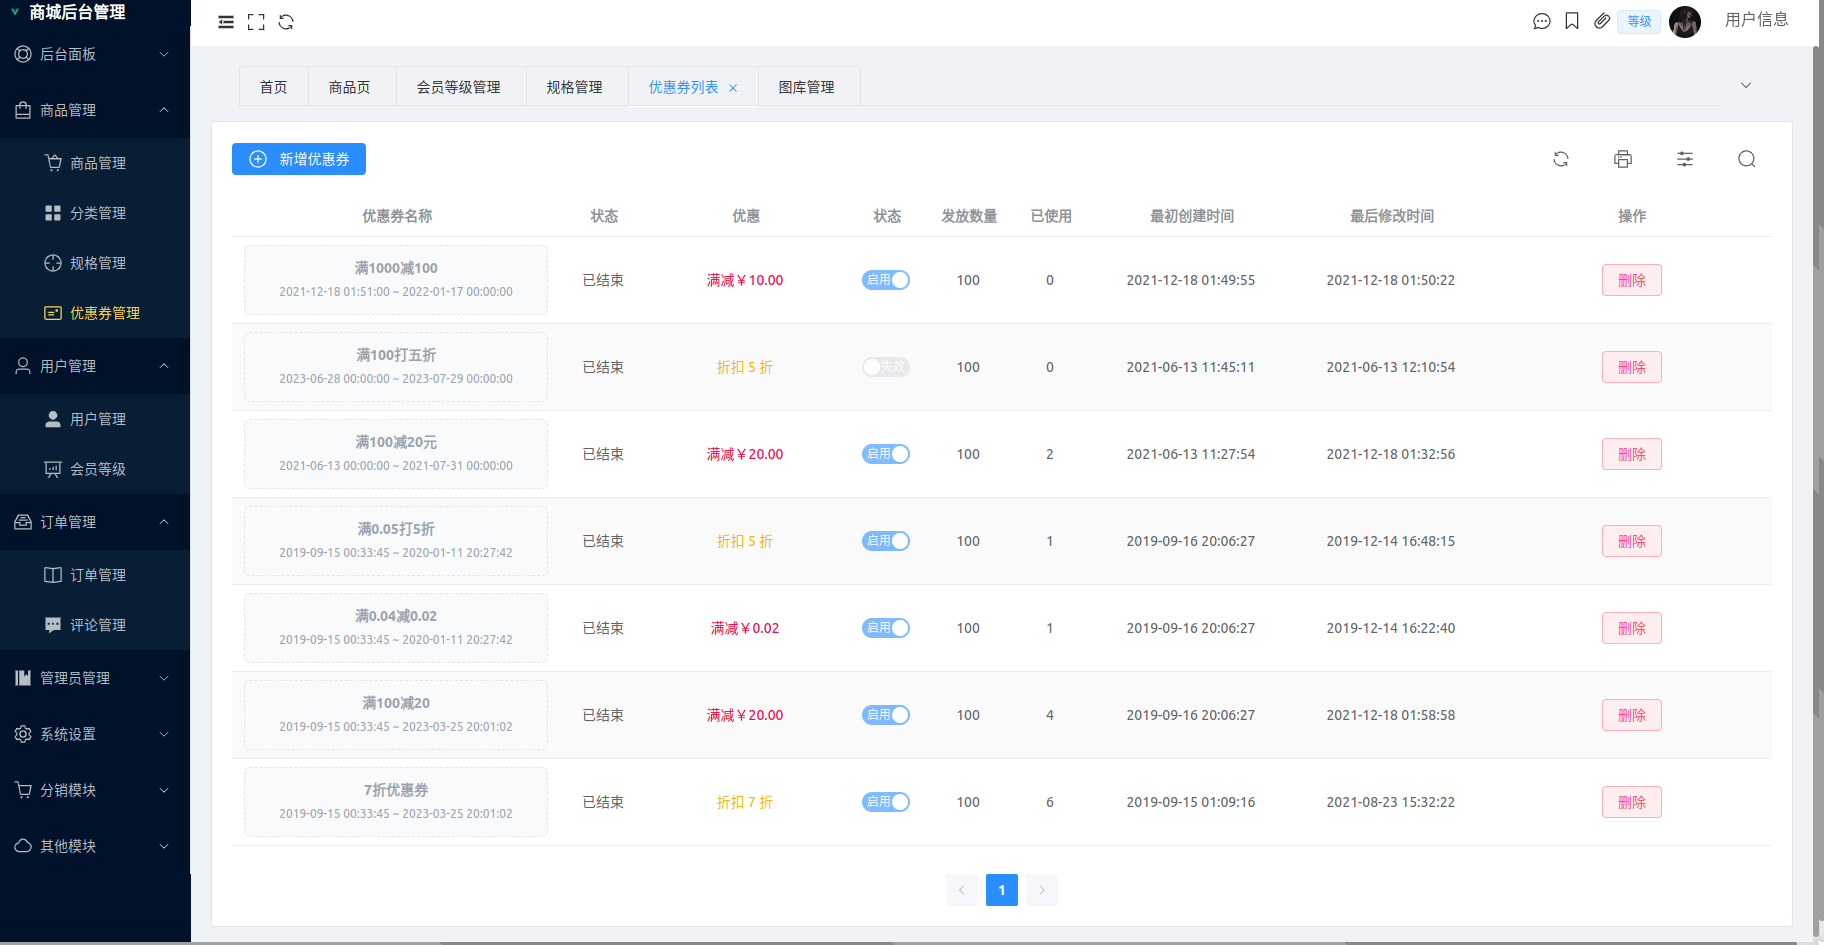 商城后台管理
后台面板
商品管理
商品管理
分类管理
规格管理
优惠券管理
用户管理
用户管理
会员等级
订单管理
订单管理
评论管理
管理员管理
系统设置
分销模块
其他模块
等级
用户信息
首页 商品页 会员等级管理 规格管理 优惠券列表 图库管理
新增优惠券
优惠券名称 状态 优惠 状态 发放数量 已使用 最初创建时间 最后修改时间 操作
满1000减100
2021-12-18 01:51:00 ~ 2022-01-17 00:00:00
已结束 满减￥10.00 启用 100 0 2021-12-18 01:49:55 2021-12-18 01:50:22 删除
满100打五折
2023-06-28 00:00:00 ~ 2023-07-29 00:00:00
已结束 折扣 5 折 失效 100 0 2021-06-13 11:45:11 2021-06-13 12:10:54 删除
满100减20元
2021-06-13 00:00:00 ~ 2021-07-31 00:00:00
已结束 满减￥20.00 启用 100 2 2021-06-13 11:27:54 2021-12-18 01:32:56 删除
满0.05打5折
2019-09-15 00:33:45 ~ 2020-01-11 20:27:42
已结束 折扣 5 折 启用 100 1 2019-09-16 20:06:27 2019-12-14 16:48:15 删除
满0.04减0.02
2019-09-15 00:33:45 ~ 2020-01-11 20:27:42
已结束 满减￥0.02 启用 100 1 2019-09-16 20:06:27 2019-12-14 16:22:40 删除
满100减20
2019-09-15 00:33:45 ~ 2023-03-25 20:01:02
已结束 满减￥20.00 启用 100 4 2019-09-16 20:06:27 2021-12-18 01:58:58 删除
7折优惠券
2019-09-15 00:33:45 ~ 2023-03-25 20:01:02
已结束 折扣 7 折 启用 100 6 2019-09-15 01:09:16 2021-08-23 15:32:22 删除
1